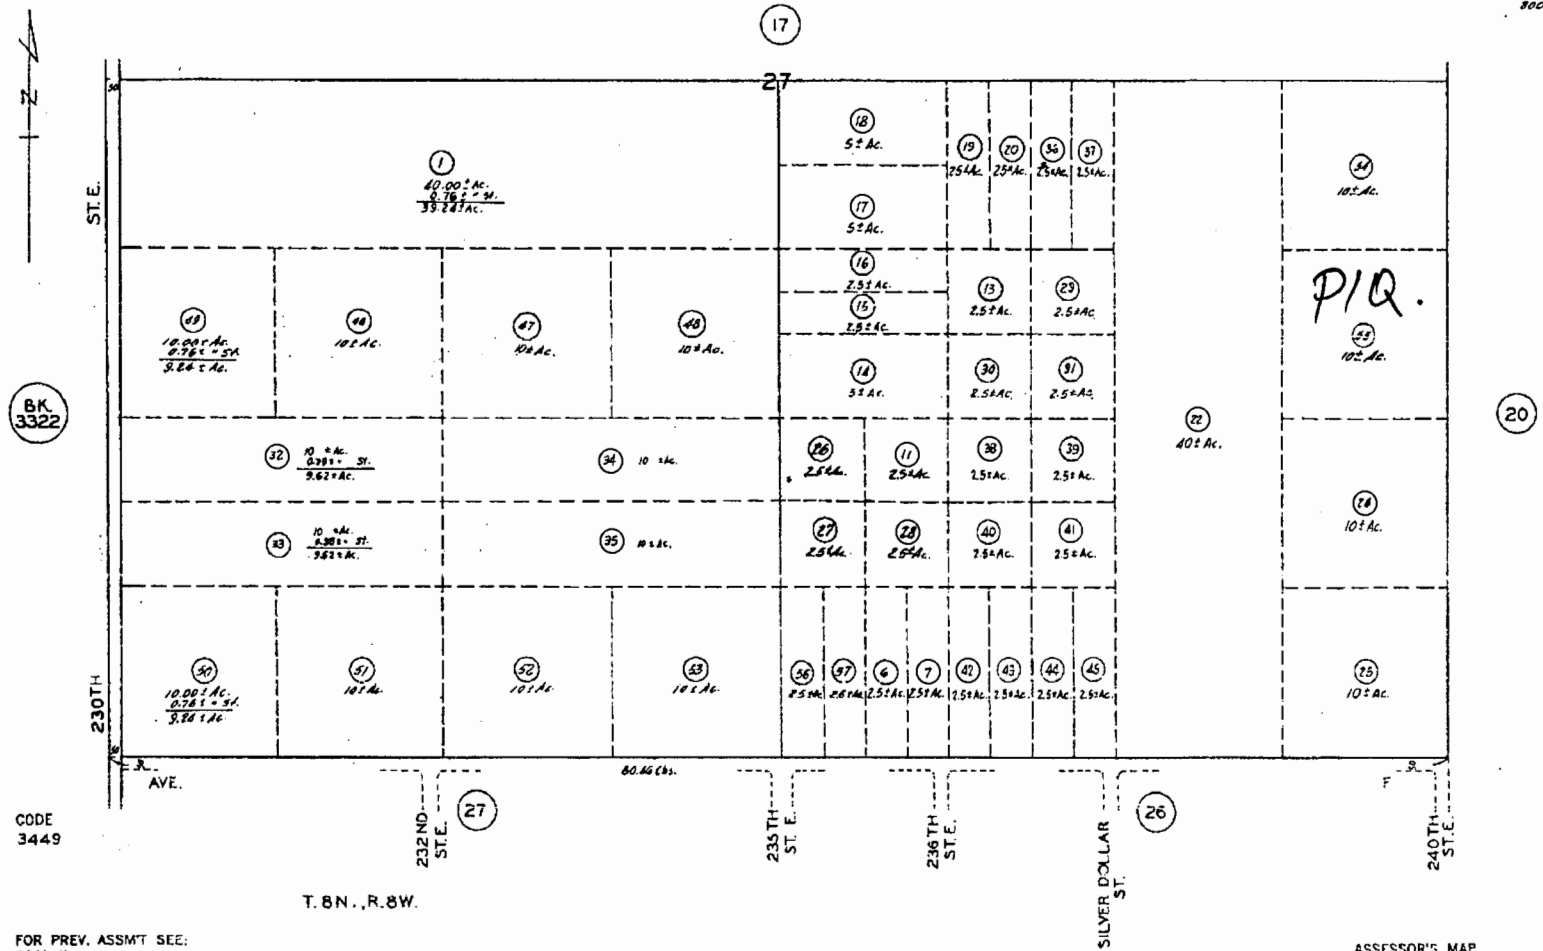 17
27
N
ST. E.
1
40.00 ± Ac.
0.76 ± " St.
39.24 ± Ac.
18
5 ± Ac.
17
5 ± Ac.
19
2.5 ± Ac.
20
2.5 ± Ac.
36
2.5 ± Ac.
37
2.5 ± Ac.
54
10 ± Ac.
16
2.5 ± Ac.
15
2.5 ± Ac.
13
2.5 ± Ac.
29
2.5 ± Ac.
P/Q.
55
10 ± Ac.
49
10.00 ± Ac.
0.76 ± " St.
9.24 ± Ac.
46
10 ± Ac.
47
10 ± Ac.
48
10 ± Ac.
14
5 ± Ac.
30
2.5 ± Ac.
31
2.5 ± Ac.
BK.
3322
22
40 ± Ac.
20
32
10 ± Ac.
St.
9.62 ± Ac.
34
10 ± Ac.
26
2.5 ± Ac.
11
2.5 ± Ac.
38
2.5 ± Ac.
39
2.5 ± Ac.
24
10 ± Ac.
33
10 ± Ac.
0.38 ± " St.
9.62 ± Ac.
35
10 ± Ac.
27
2.5 ± Ac.
28
2.5 ± Ac.
40
2.5 ± Ac.
41
2.5 ± Ac.
50
10.00 ± Ac.
0.76 ± " St.
9.24 ± Ac.
51
10 ± Ac.
52
10 ± Ac.
53
10 ± Ac.
56
2.5 ± Ac.
57
2.5 ± Ac.
6
2.5 ± Ac.
7
2.5 ± Ac.
42
2.5 ± Ac.
43
2.5 ± Ac.
44
2.5 ± Ac.
45
2.5 ± Ac.
25
10 ± Ac.
230TH
AVE.
80.46 Chs.
F
27
26
CODE
3449
232ND
ST. E.
235TH
ST. E.
236TH
ST. E.
SILVER DOLLAR
ST.
240TH
ST. E.
T. 8 N., R. 8 W.
FOR PREV. ASSM'T SEE:
ASSESSOR'S MAP